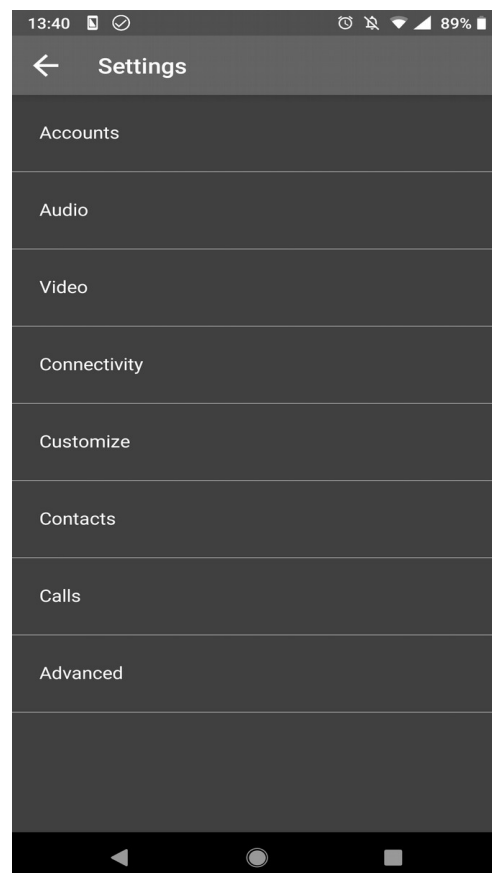 13:40 89%
Settings
Accounts
Audio
Video
Connectivity
Customize
Contacts
Calls
Advanced